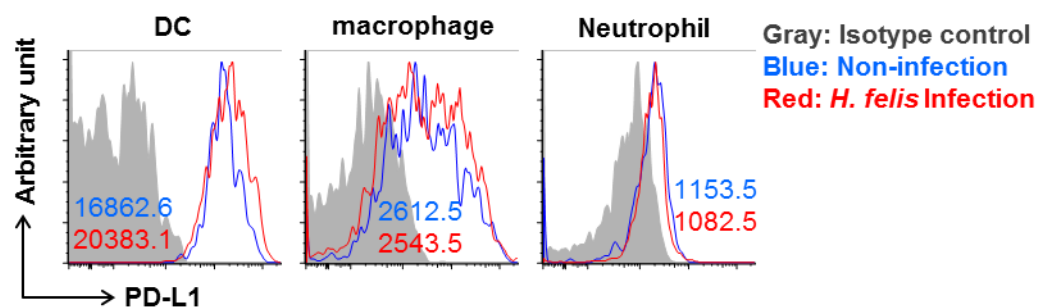 DC
macrophage
Neutrophil
Gray: Isotype control
Blue: Non-infection
Red: H. felis Infection
Arbitrary unit
16862.6
20383.1
2612.5
2543.5
1153.5
1082.5
PD-L1